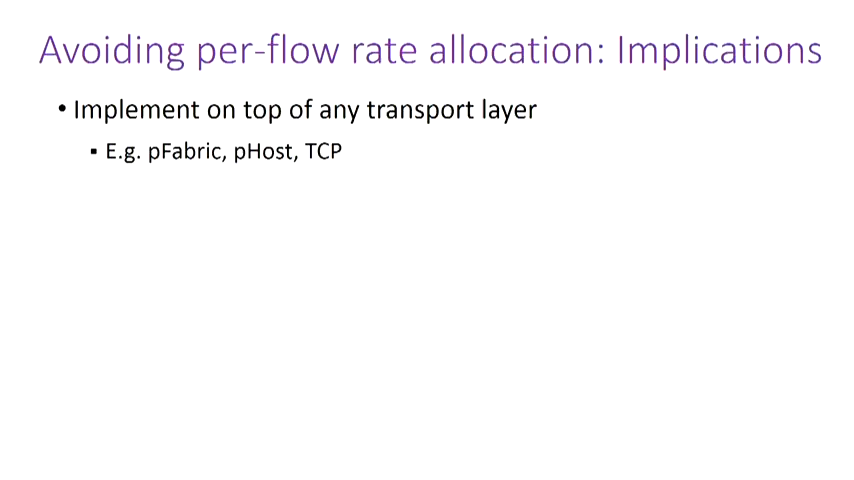 Avoiding per-flow rate allocation: Implications
• Implement on top of any transport layer
▪ E.g. pFabric, pHost, TCP